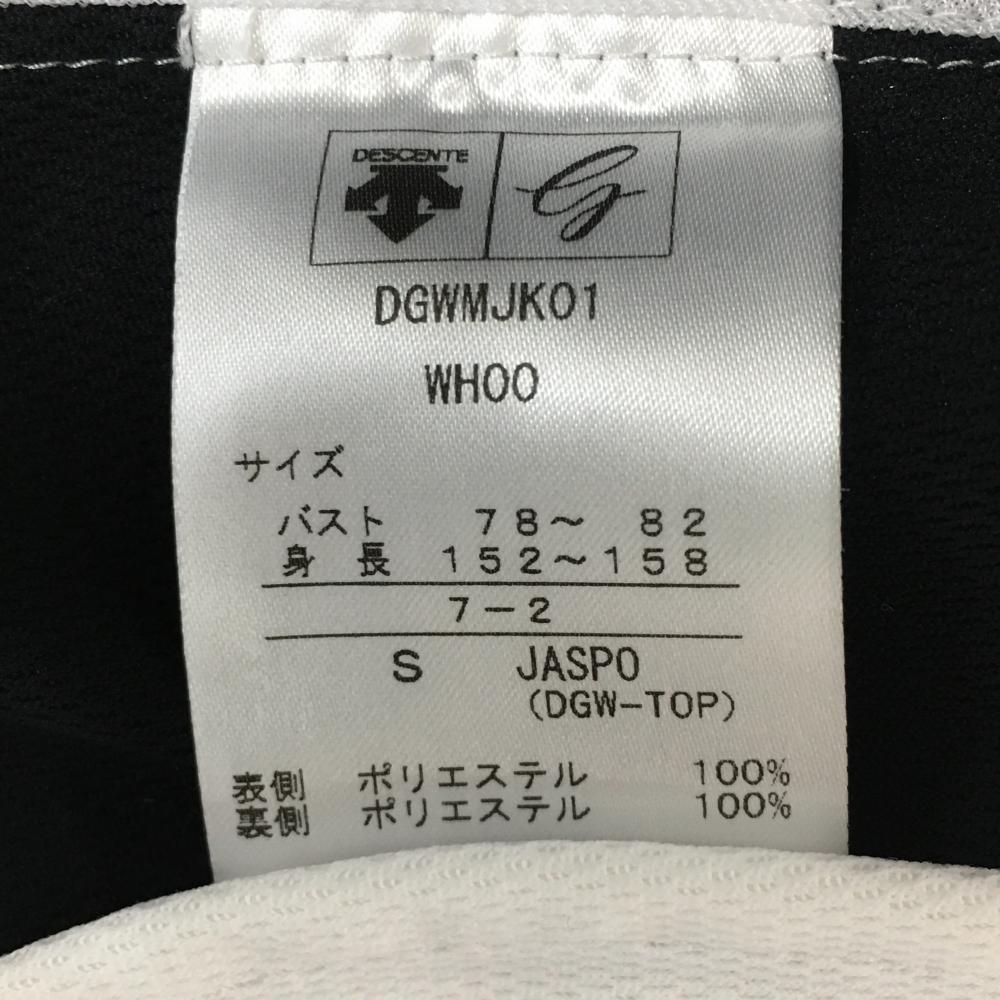 DESCENTE G
DGWMJK01
WH00
サイズ
バスト 78～ 82
身長 152～158
7－2
S JASPO
(DGW-TOP)
表側 ポリエステル 100%
裏側 ポリエステル 100%